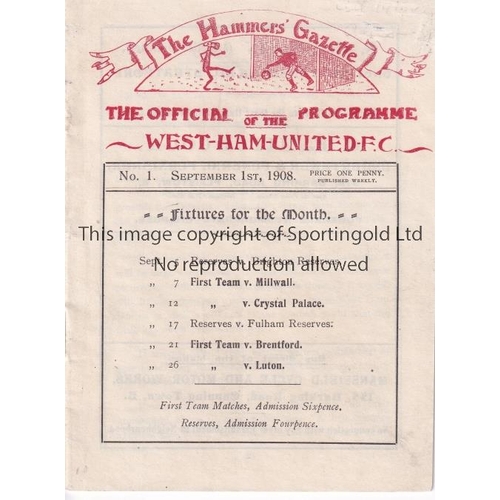 The Hammers' Gazette
THE OFFICIAL PROGRAMME
OF THE
WEST-HAM-UNITED-F.C.
No. 1. SEPTEMBER 1ST, 1908. PRICE ONE PENNY.
PUBLISHED WEEKLY.
Fixtures for the Month.
This image copyright of Sportingold Ltd
Sept. 5 Reserves v. Brighton Reserves.
No reproduction allowed
„ 7 First Team v. Millwall.
„ 12 „ v. Crystal Palace.
„ 17 Reserves v. Fulham Reserves.
„ 21 First Team v. Brentford.
„ 26 „ v. Luton.
First Team Matches, Admission Sixpence.
Reserves, Admission Fourpence.